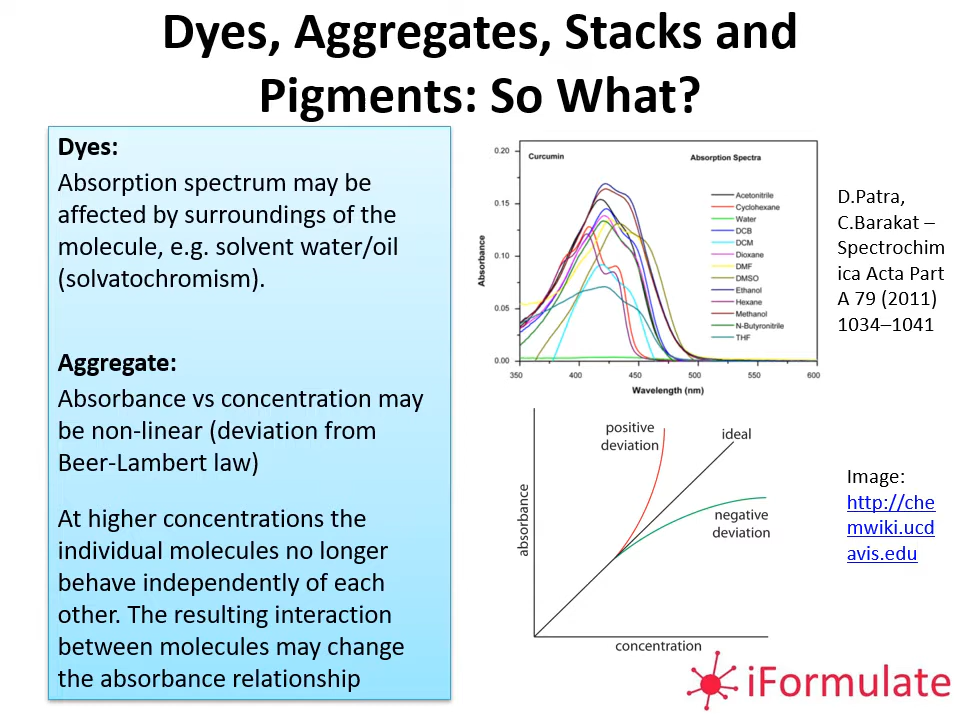 Dyes, Aggregates, Stacks and
Pigments: So What?
Dyes:
Absorption spectrum may be
affected by surroundings of the
molecule, e.g. solvent water/oil
(solvatochromism).
Aggregate:
Absorbance vs concentration may
be non-linear (deviation from
Beer-Lambert law)
At higher concentrations the
individual molecules no longer
behave independently of each
other. The resulting interaction
between molecules may change
the absorbance relationship
Curcumin
Absorption Spectra
Absorbance
0.20
0.15
0.10
0.05
0.00
350
400
450
500
550
600
Wavelength (nm)
Acetonitrile
Cyclohexane
Water
DCB
DCM
Dioxane
DMF
DMSO
Ethanol
Hexane
Methanol
N-Butyronitrile
THF
D.Patra,
C.Barakat –
Spectrochim
ica Acta Part
A 79 (2011)
1034–1041
positive
deviation
ideal
negative
deviation
absorbance
concentration
Image:
http://che
mwiki.ucd
avis.edu
iFormulate